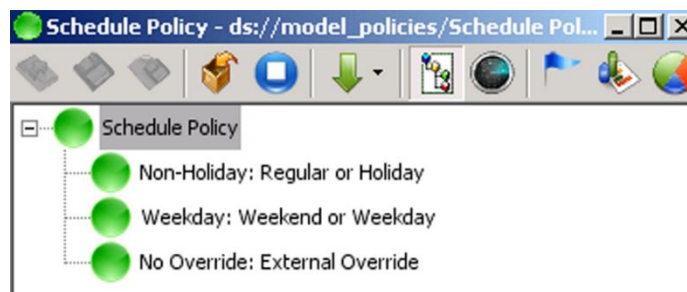 Schedule Policy - ds://model_policies/Schedule Pol...
Schedule Policy
Non-Holiday: Regular or Holiday
Weekday: Weekend or Weekday
No Override: External Override